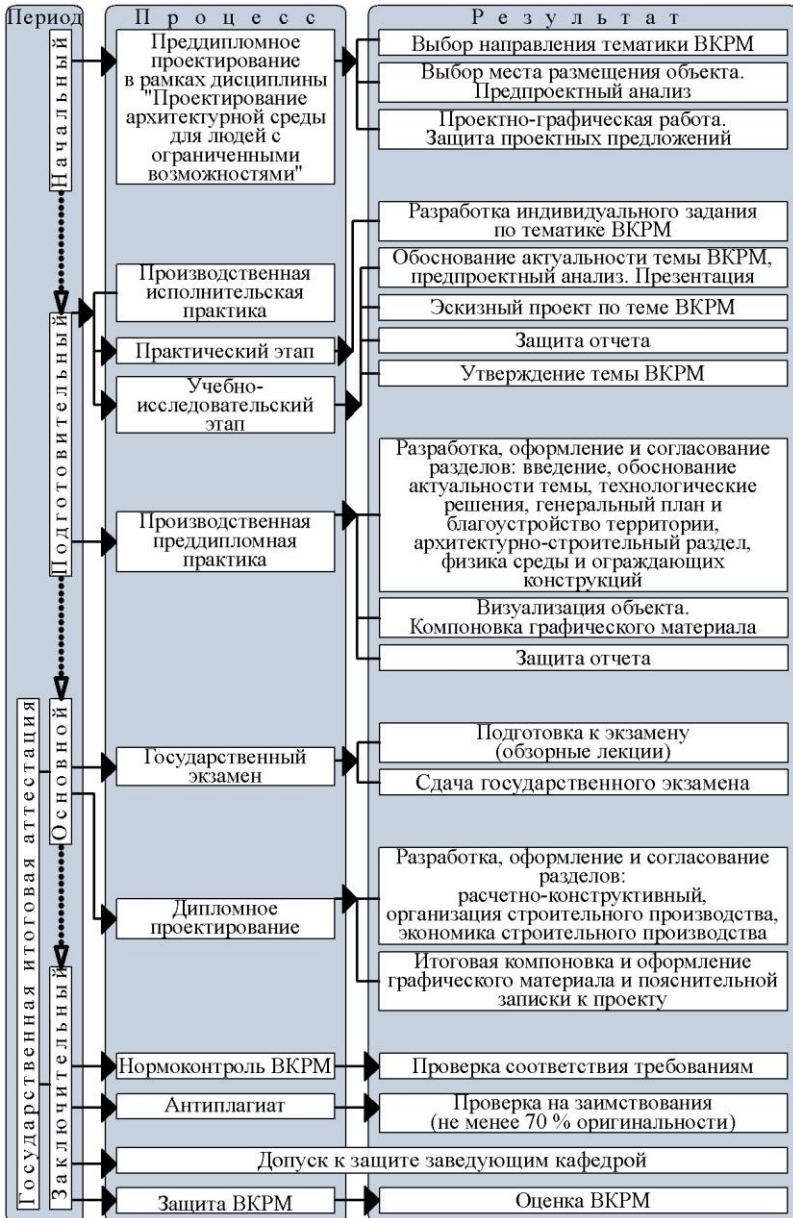 Период
П р о ц е с с
Р е з у л ь т а т
Начальный
Преддипломное
проектирование
в рамках дисциплины
"Проектирование
архитектурной среды
для людей с
ограниченными
возможностями"
Выбор направления тематики ВКРМ
Выбор места размещения объекта.
Предпроектный анализ
Проектно-графическая работа.
Защита проектных предложений
Подготовительный
Производственная
исполнительская
практика
Практический этап
Учебно-
исследовательский
этап
Разработка индивидуального задания
по тематике ВКРМ
Обоснование актуальности темы ВКРМ,
предпроектный анализ. Презентация
Эскизный проект по теме ВКРМ
Защита отчета
Утверждение темы ВКРМ
Производственная
преддипломная
практика
Разработка, оформление и согласование
разделов: введение, обоснование
актуальности темы, технологические
решения, генеральный план и
благоустройство территории,
архитектурно-строительный раздел,
физика среды и ограждающих
конструкций
Визуализация объекта.
Компоновка графического материала
Защита отчета
Государственная итоговая аттестация
Основной
Государственный
экзамен
Подготовка к экзамену
(обзорные лекции)
Сдача государственного экзамена
Дипломное
проектирование
Разработка, оформление и согласование
разделов:
расчетно-конструктивный,
организация строительного производства,
экономика строительного производства
Итоговая компоновка и оформление
графического материала и пояснительной
записки к проекту
Заключительный
Нормоконтроль ВКРМ
Проверка соответствия требованиям
Антиплагиат
Проверка на заимствования
(не менее 70 % оригинальности)
Допуск к защите заведующим кафедрой
Защита ВКРМ
Оценка ВКРМ